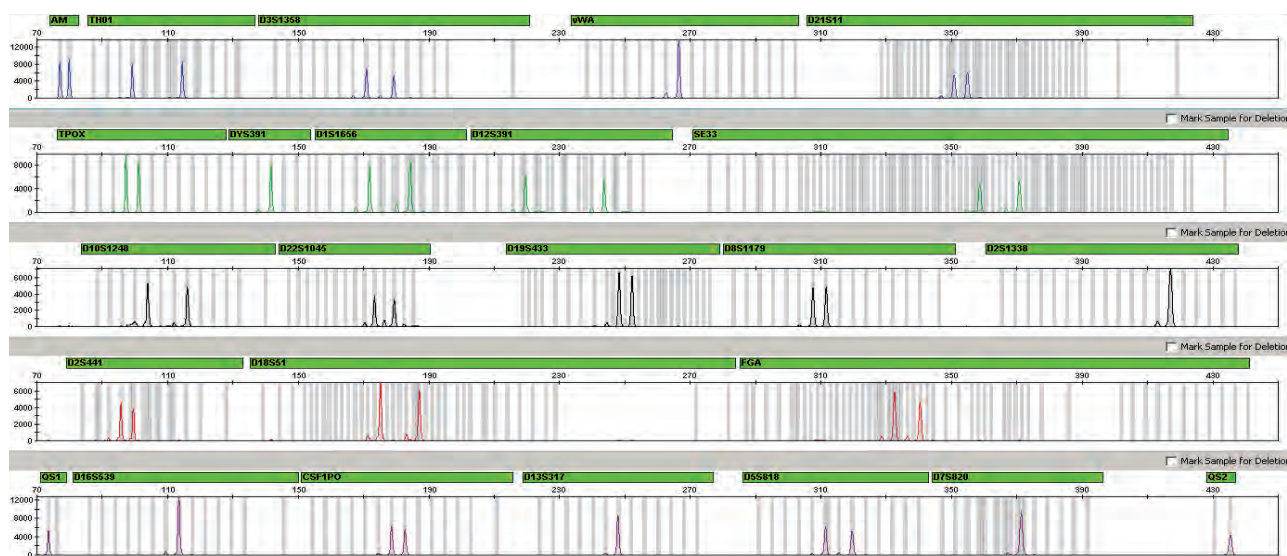 AM TH01 D3S1358 vWA D21S11
70 110 150 190 230 270 310 350 390 430
12000
8000
4000
0
Mark Sample for Deletion
TPOX DYS391 D1S1656 D12S391 SE33
70 110 150 190 230 270 310 350 390 430
8000
4000
0
Mark Sample for Deletion
D10S1248 D22S1045 D19S433 D8S1179 D2S1338
70 110 150 190 230 270 310 350 390 430
6000
4000
2000
0
Mark Sample for Deletion
D2S441 D18S51 FGA
70 110 150 190 230 270 310 350 390 430
6000
4000
2000
0
Mark Sample for Deletion
QS1 D16S539 CSF1PO D13S317 D5S818 D7S820 QS2
70 110 150 190 230 270 310 350 390 430
12000
8000
4000
0